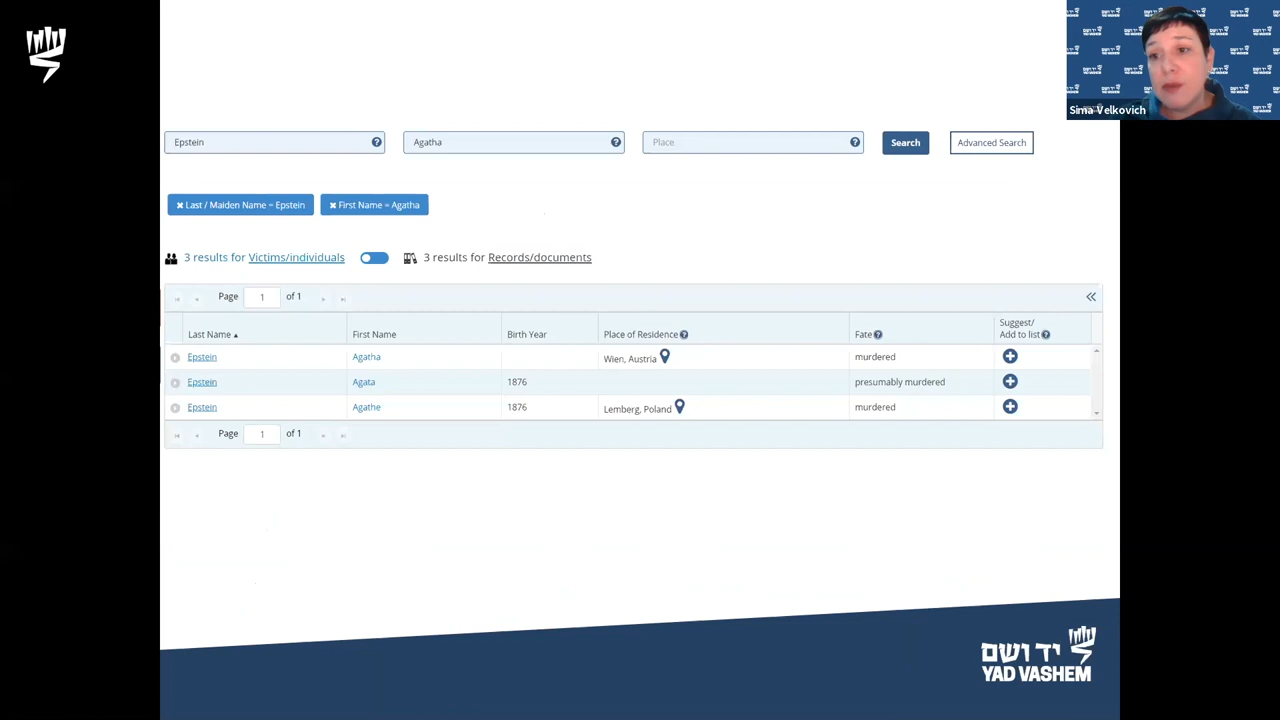 Sima Velkovich
Epstein Agatha Place Search Advanced Search
Last / Maiden Name = Epstein First Name = Agatha
3 results for Victims/individuals 3 results for Records/documents
Page 1 of 1
Last Name First Name Birth Year Place of Residence Fate Suggest/ Add to list
Epstein Agatha Wien, Austria murdered
Epstein Agata 1876 presumably murdered
Epstein Agathe 1876 Lemberg, Poland murdered
Page 1 of 1
יד ושם
YAD VASHEM